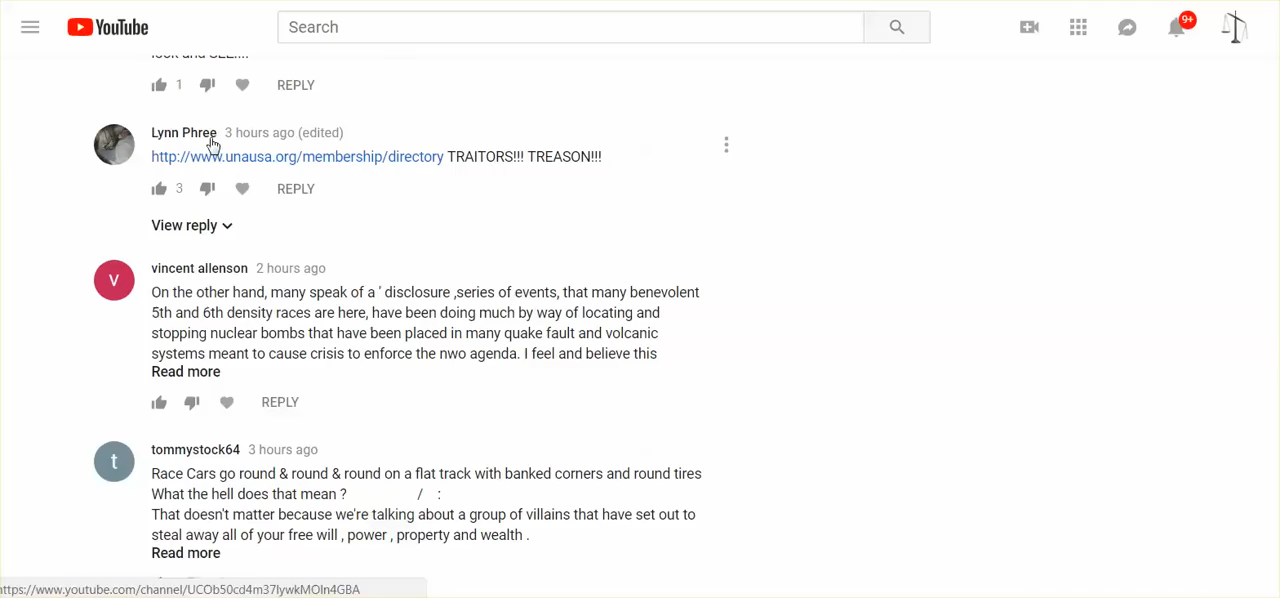 YouTube
Search
9+
look and SEE!!!!
1
REPLY
Lynn Phree 3 hours ago (edited)
http://www.unausa.org/membership/directory TRAITORS!!! TREASON!!!
3
REPLY
View reply
V
vincent allenson 2 hours ago
On the other hand, many speak of a ' disclosure ,series of events, that many benevolent
5th and 6th density races are here, have been doing much by way of locating and
stopping nuclear bombs that have been placed in many quake fault and volcanic
systems meant to cause crisis to enforce the nwo agenda. I feel and believe this
Read more
REPLY
t
tommystock64 3 hours ago
Race Cars go round & round & round on a flat track with banked corners and round tires
What the hell does that mean ? / :
That doesn't matter because we're talking about a group of villains that have set out to
steal away all of your free will , power , property and wealth .
Read more
https://www.youtube.com/channel/UCOb50cd4m37lywkMOln4GBA